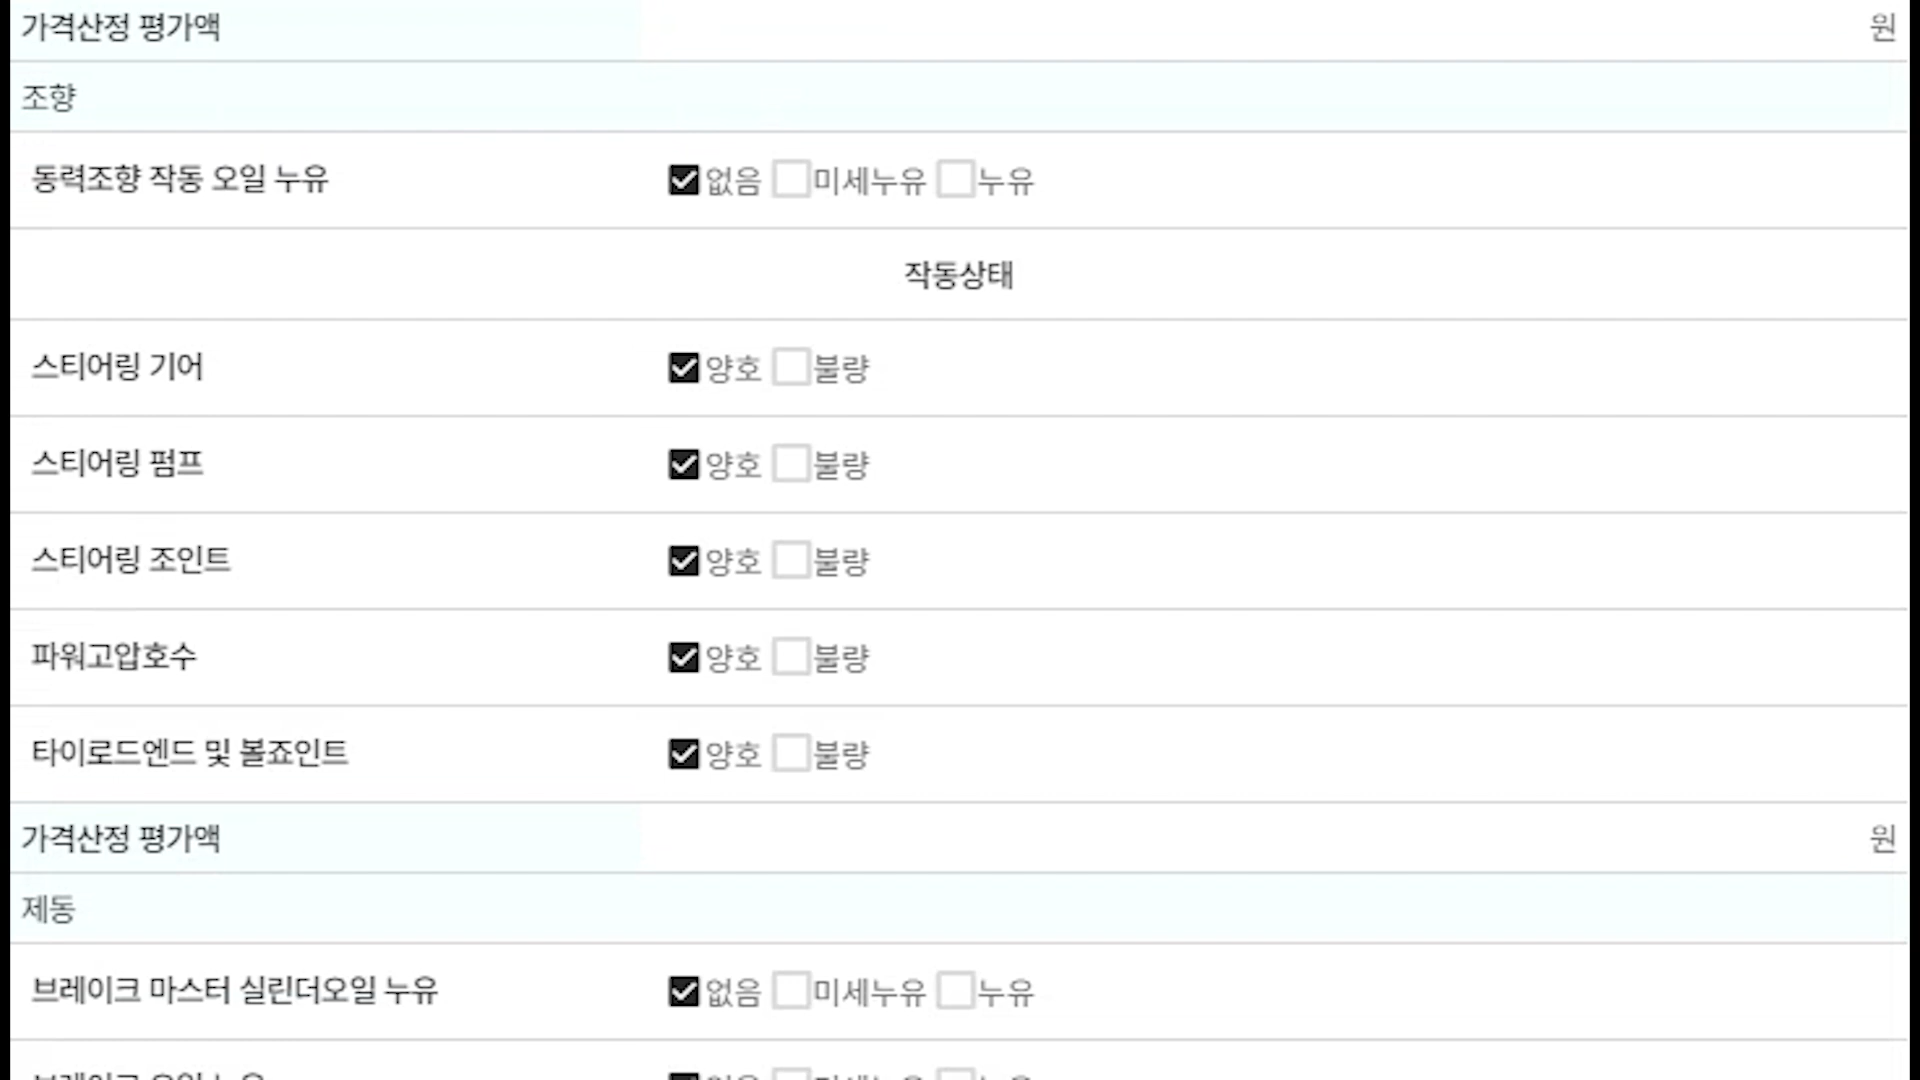 가격산정 평가액 원
조향
동력조향 작동 오일 누유 없음 미세누유 누유
작동상태
스티어링 기어 양호 불량
스티어링 펌프 양호 불량
스티어링 조인트 양호 불량
파워고압호수 양호 불량
타이로드엔드 및 볼죠인트 양호 불량
가격산정 평가액 원
제동
브레이크 마스터 실린더오일 누유 없음 미세누유 누유